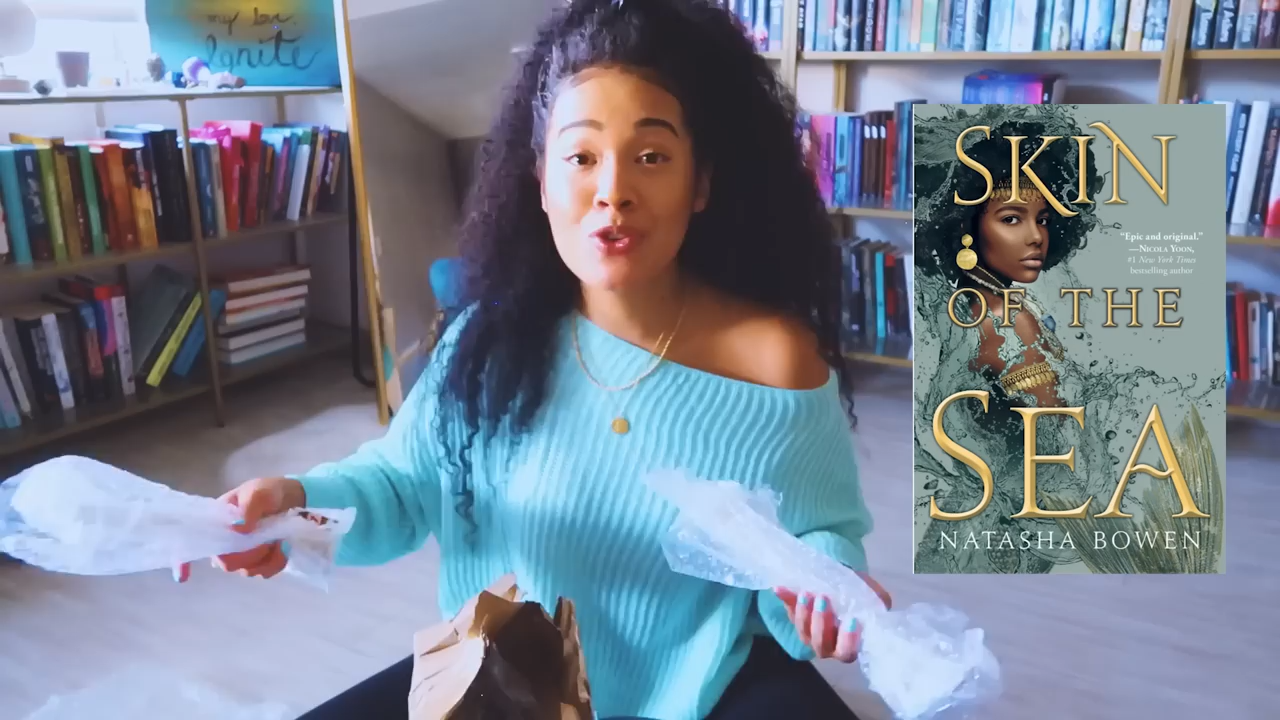 my love,
Ignite
SKIN
"Epic and original."
—NICOLA YOON,
#1 New York Times
bestselling author
OF THE
SEA
NATASHA BOWEN